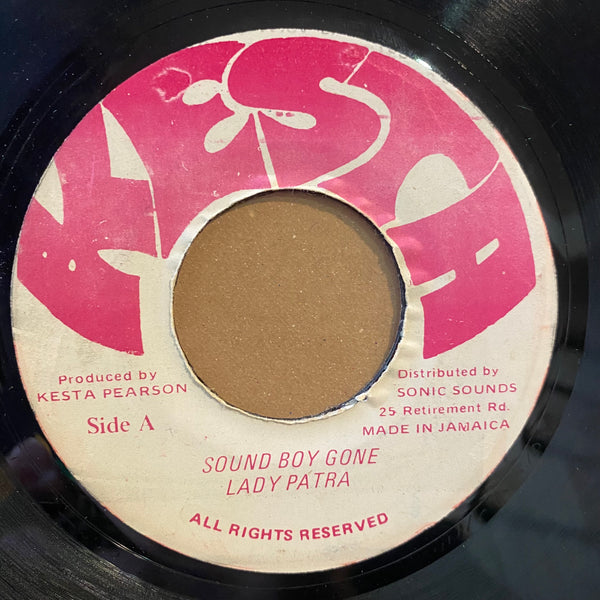 KESTA
Produced by
KESTA PEARSON
Side A
Distributed by
SONIC SOUNDS
25 Retirement Rd.
MADE IN JAMAICA
SOUND BOY GONE
LADY PATRA
ALL RIGHTS RESERVED